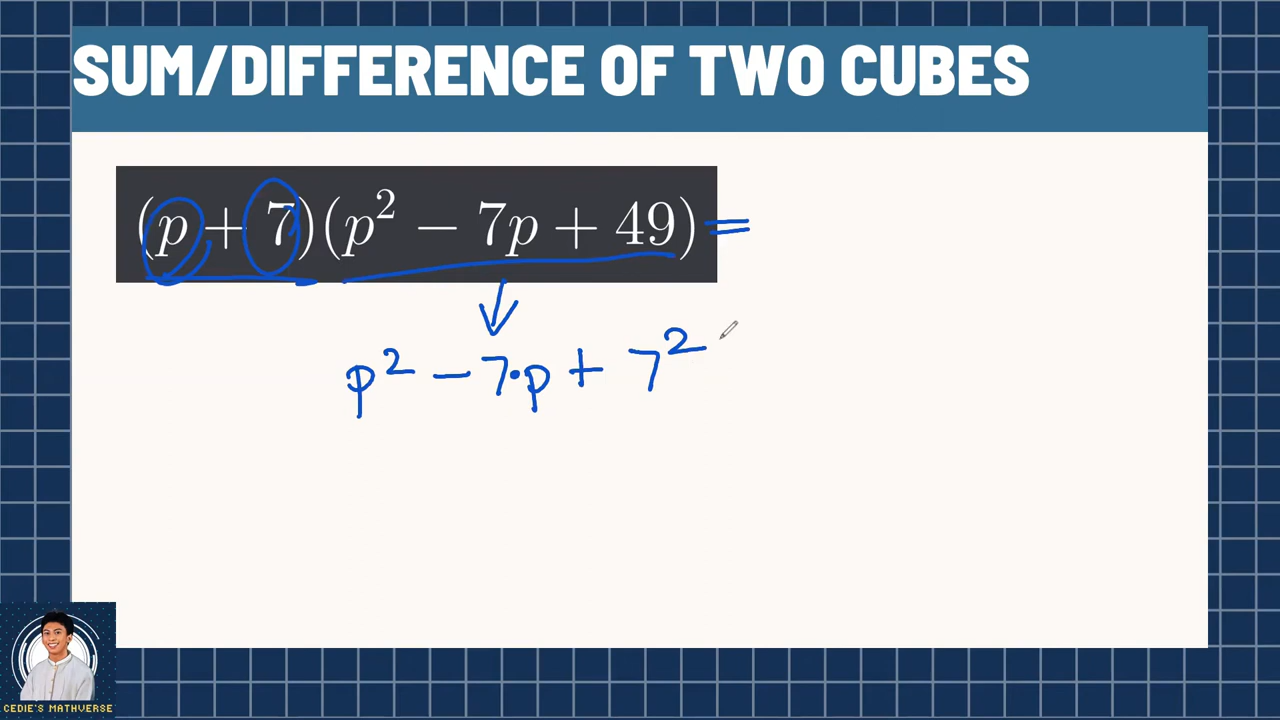 SUM/DIFFERENCE OF TWO CUBES
(p + 7)(p² − 7p + 49) =
p² − 7·p + 7²
CEDIE'S MATHVERSE